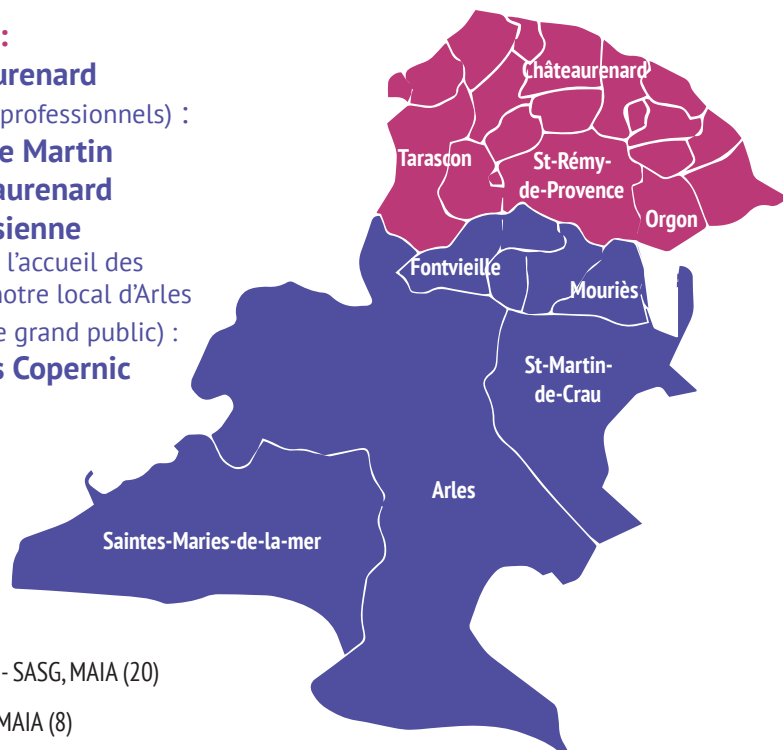 :
urenard
professionnels) :
e Martin
aurenard
sienne
l’accueil des
notre local d’Arles
e grand public) :
s Copernic
Châteaurenard
Tarascon
St-Rémy-
de-Provence
Orgon
Fontvieille
Mouriès
St-Martin-
de-Crau
Arles
Saintes-Maries-de-la-mer
- SASG, MAIA (20)
MAIA (8)